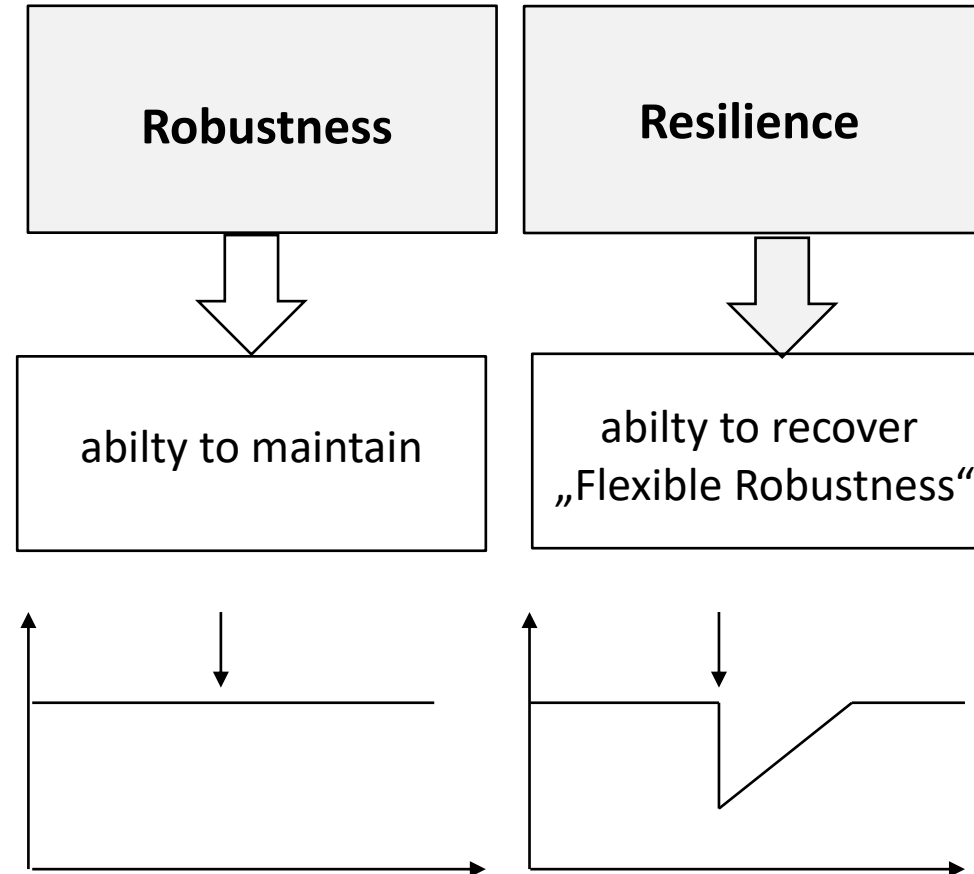 Robustness
Resilience
abilty to maintain
abilty to recover
„Flexible Robustness“